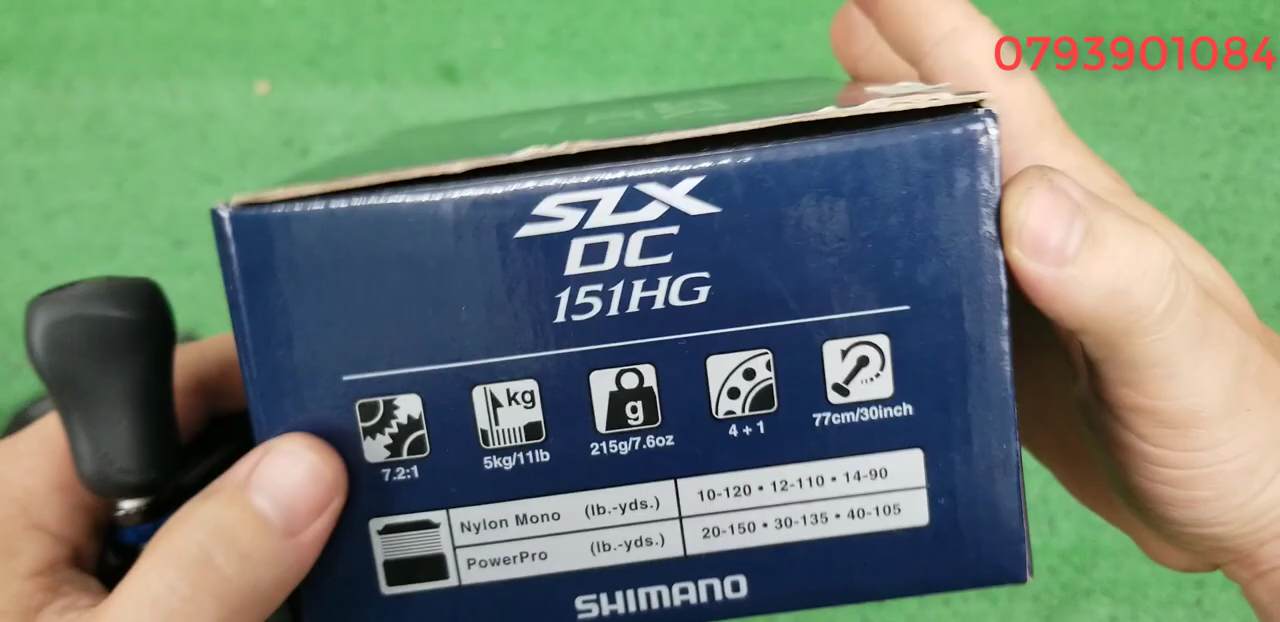 0793901084
SLX
DC
151HG
kg
g
7.2:1
5kg/11lb
215g/7.6oz
4 + 1
77cm/30inch
Nylon Mono (lb.-yds.) 10-120 • 12-110 • 14-90
PowerPro (lb.-yds.) 20-150 • 30-135 • 40-105
SHIMANO